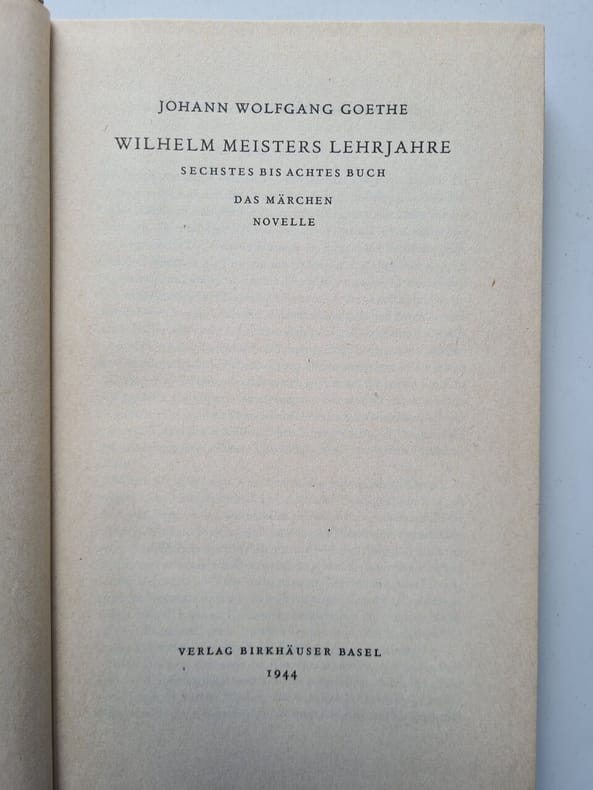 JOHANN WOLFGANG GOETHE
WILHELM MEISTERS LEHRJAHRE
SECHSTES BIS ACHTES BUCH
DAS MÄRCHEN
NOVELLE
VERLAG BIRKHÄUSER BASEL
1944